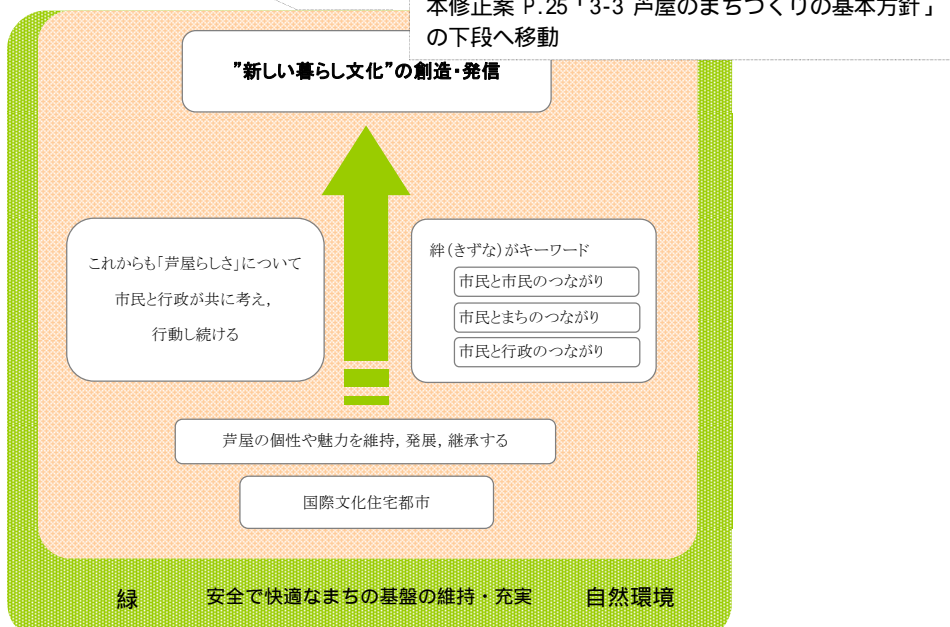 本修正案 P.25「3-3 芦屋のまちづくりの基本方針」
の下段へ移動
”新しい暮らし文化”の創造・発信
これからも「芦屋らしさ」について
市民と行政が共に考え,
行動し続ける
絆(きずな)がキーワード
市民と市民のつながり
市民とまちのつながり
市民と行政のつながり
芦屋の個性や魅力を維持, 発展, 継承する
国際文化住宅都市
緑 安全で快適なまちの基盤の維持・充実 自然環境